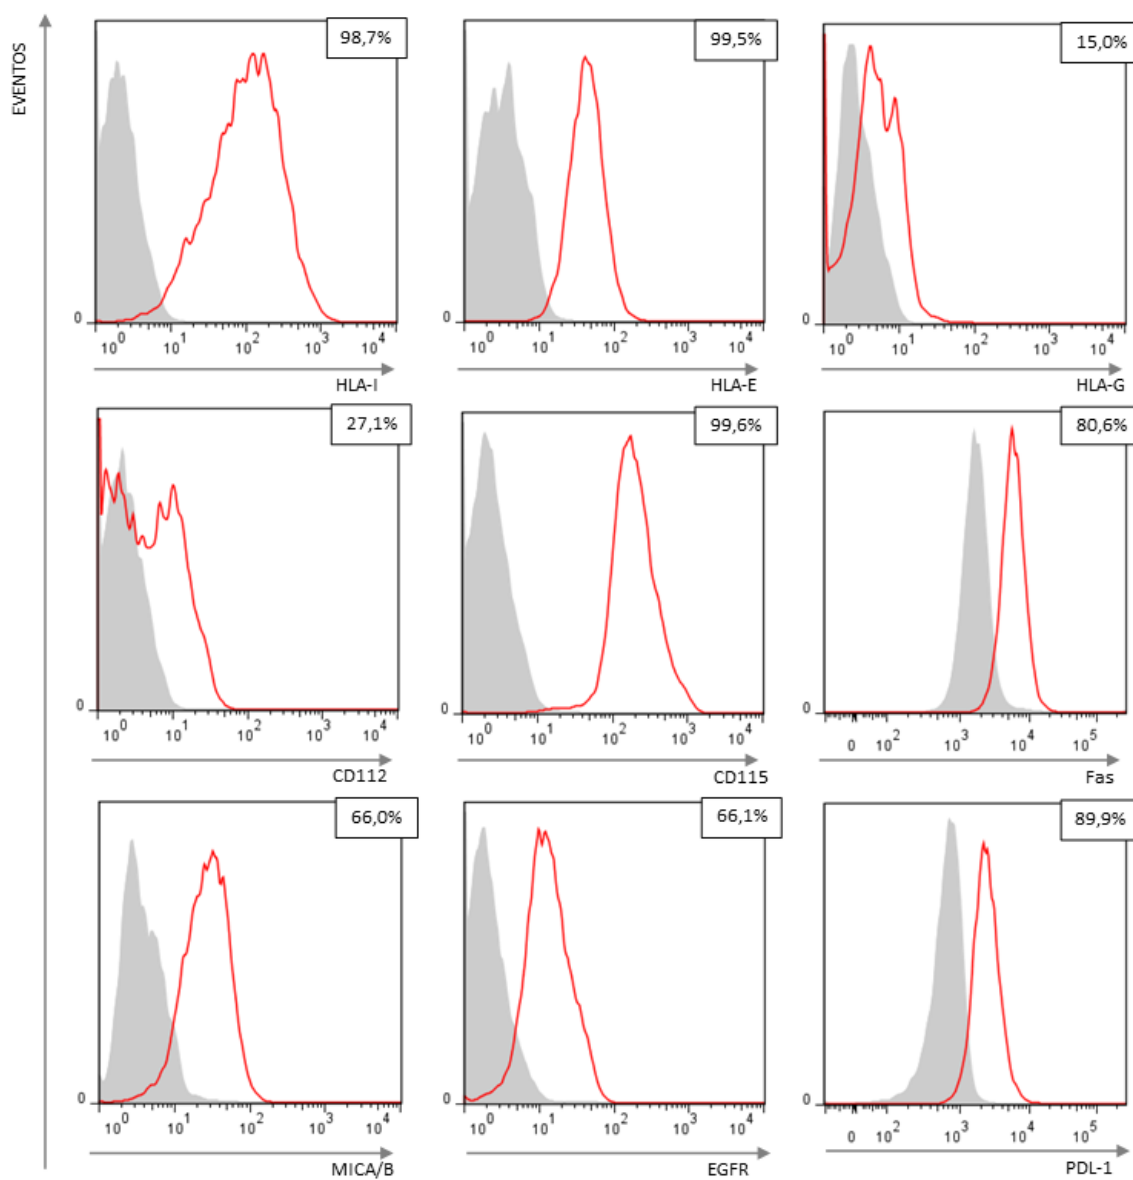 EVENTOS
98,7% 99,5% 15,0%
0 0 0
10^0 10^1 10^2 10^3 10^4 10^0 10^1 10^2 10^3 10^4 10^0 10^1 10^2 10^3 10^4
HLA-I HLA-E HLA-G
27,1% 99,6% 80,6%
0 0 0
10^0 10^1 10^2 10^3 10^4 10^0 10^1 10^2 10^3 10^4 0 10^2 10^3 10^4 10^5
CD112 CD115 Fas
66,0% 66,1% 89,9%
0 0 0
10^0 10^1 10^2 10^3 10^4 10^0 10^1 10^2 10^3 10^4 0 10^2 10^3 10^4 10^5
MICA/B EGFR PDL-1